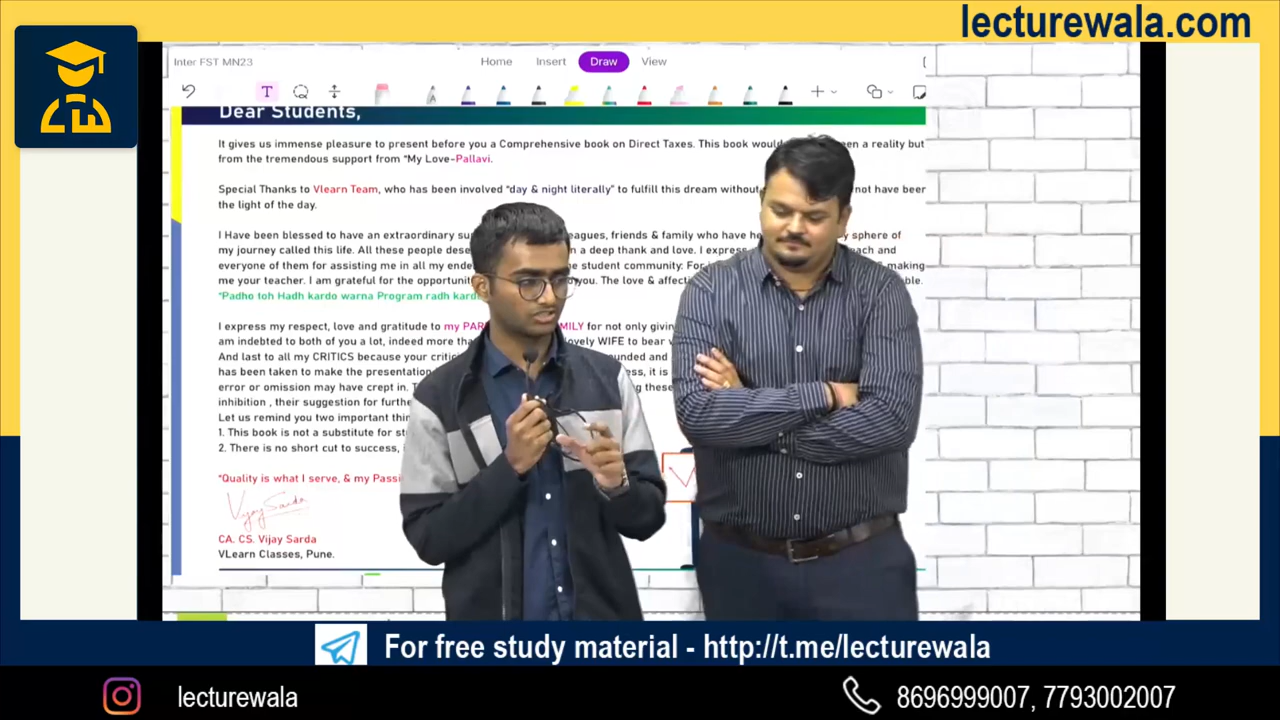 lecturewala.com
Inter FST MN23
Home Insert Draw View
Dear Students,
It gives us immense pleasure to present before you a Comprehensive book on Direct Taxes. This book would een a reality but
from the tremendous support from "My Love-Pallavi.
Special Thanks to Vlearn Team, who has been involved "day & night literally" to fulfill this dream without not have been
the light of the day.
I Have been blessed to have an extraordinary su eagues, friends & family who have he y sphere of
my journey called this life. All these people dese n a deep thank and love. I express each and
everyone of them for assisting me in all my ende he student community: For making
me your teacher. I am grateful for the opportunit you. The love & affect ble.
"Padho toh Hadh kardo warna Program radh kard
I express my respect, love and gratitude to my PAR MILY for not only givin
am indebted to both of you a lot, indeed more tha lovely WIFE to bear
And last to all my CRITICS because your critici unded and
has been taken to make the presentation ess, it is
error or omission may have crept in. T g these
inhibition , their suggestion for furthe
Let us remind you two important thin
1. This book is not a substitute for st
2. There is no short cut to success, i
"Quality is what I serve, & my Passi
Vijay Sarda
CA. CS. Vijay Sarda
VLearn Classes, Pune.
For free study material - http://t.me/lecturewala
lecturewala
8696999007, 7793002007